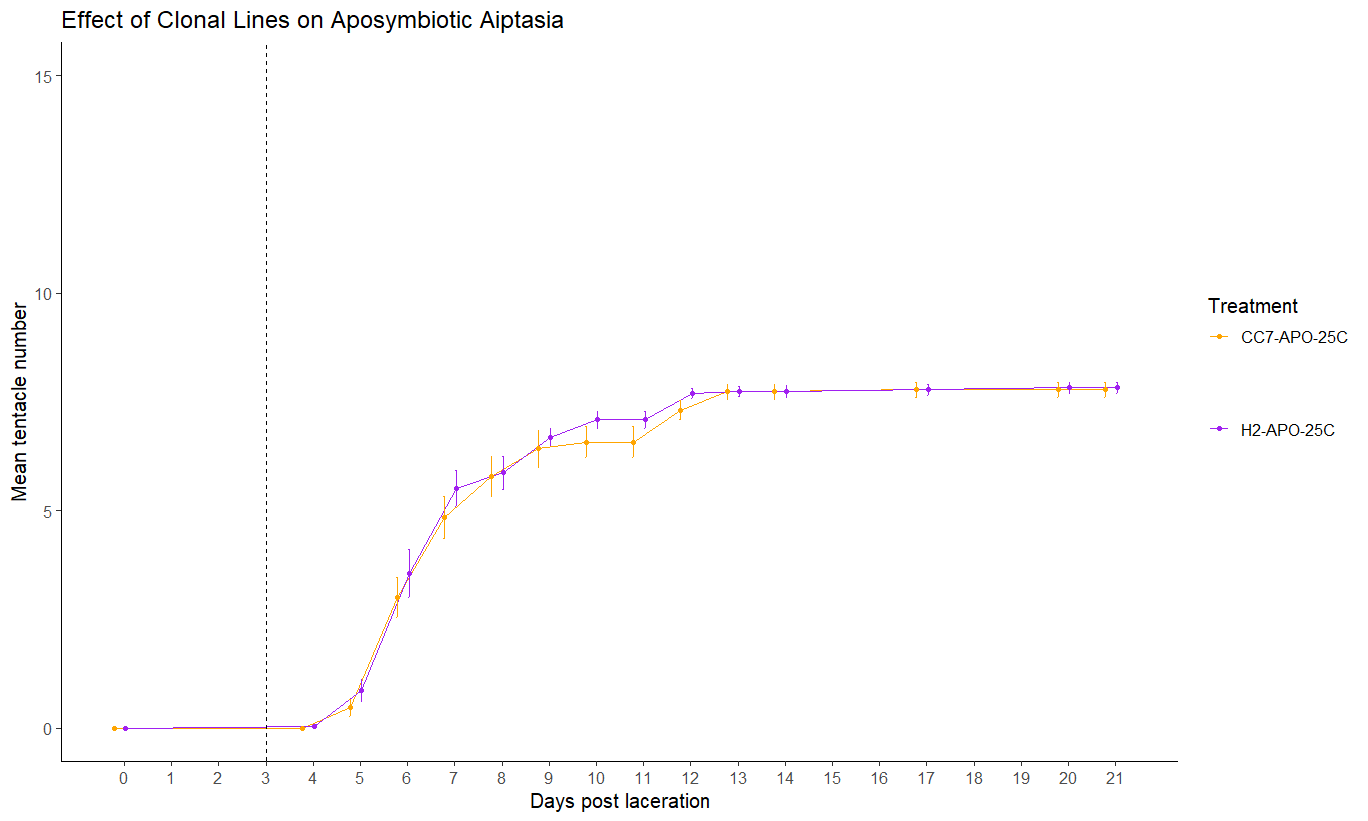 Effect of Clonal Lines on Aposymbiotic Aiptasia
Mean tentacle number
15
10
5
0
0 1 2 3 4 5 6 7 8 9 10 11 12 13 14 15 16 17 18 19 20 21
Days post laceration
Treatment
CC7-APO-25C
H2-APO-25C